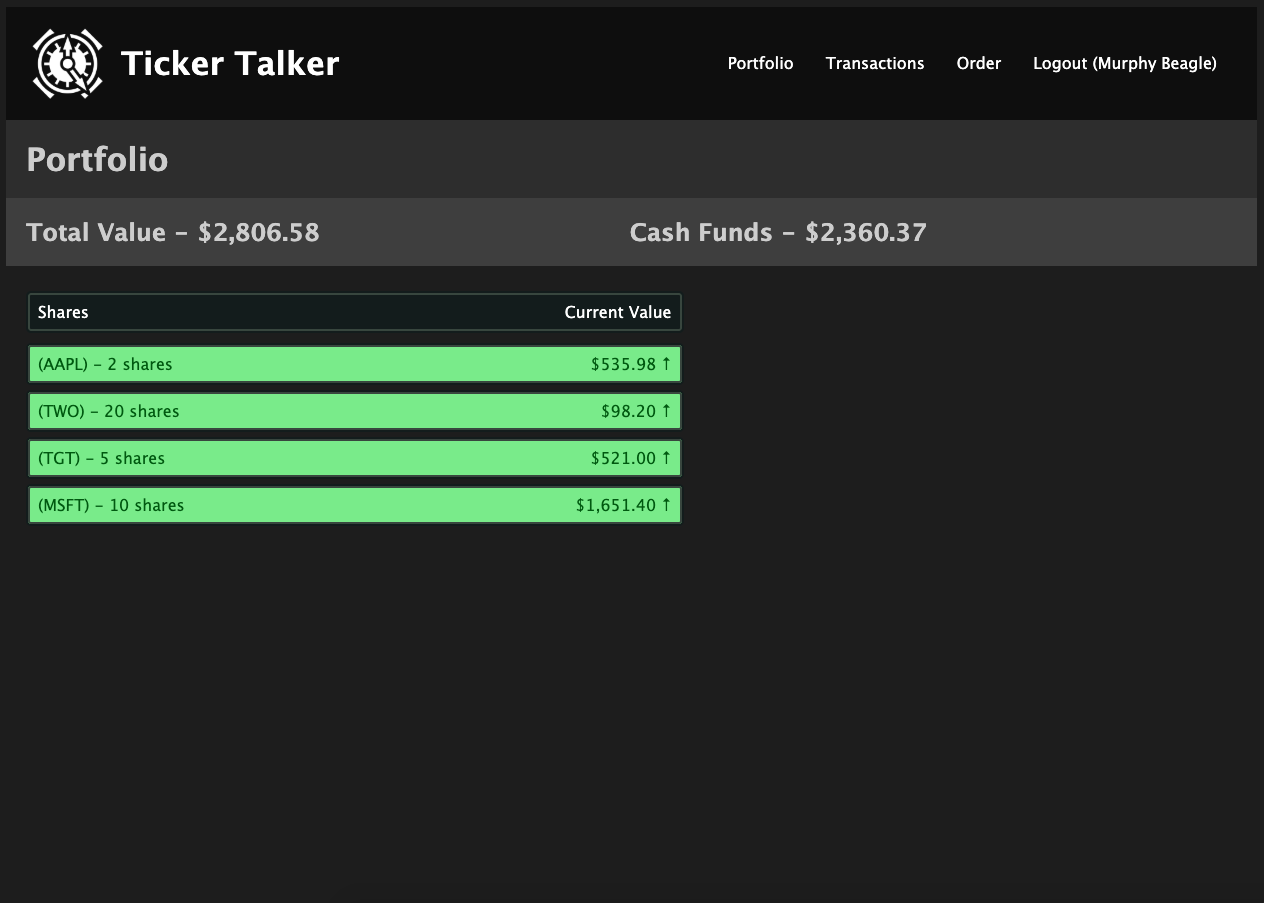 Ticker Talker
Portfolio Transactions Order Logout (Murphy Beagle)
Portfolio
Total Value – $2,806.58 Cash Funds – $2,360.37
Shares Current Value
(AAPL) – 2 shares $535.98 ↑
(TWO) – 20 shares $98.20 ↑
(TGT) – 5 shares $521.00 ↑
(MSFT) – 10 shares $1,651.40 ↑